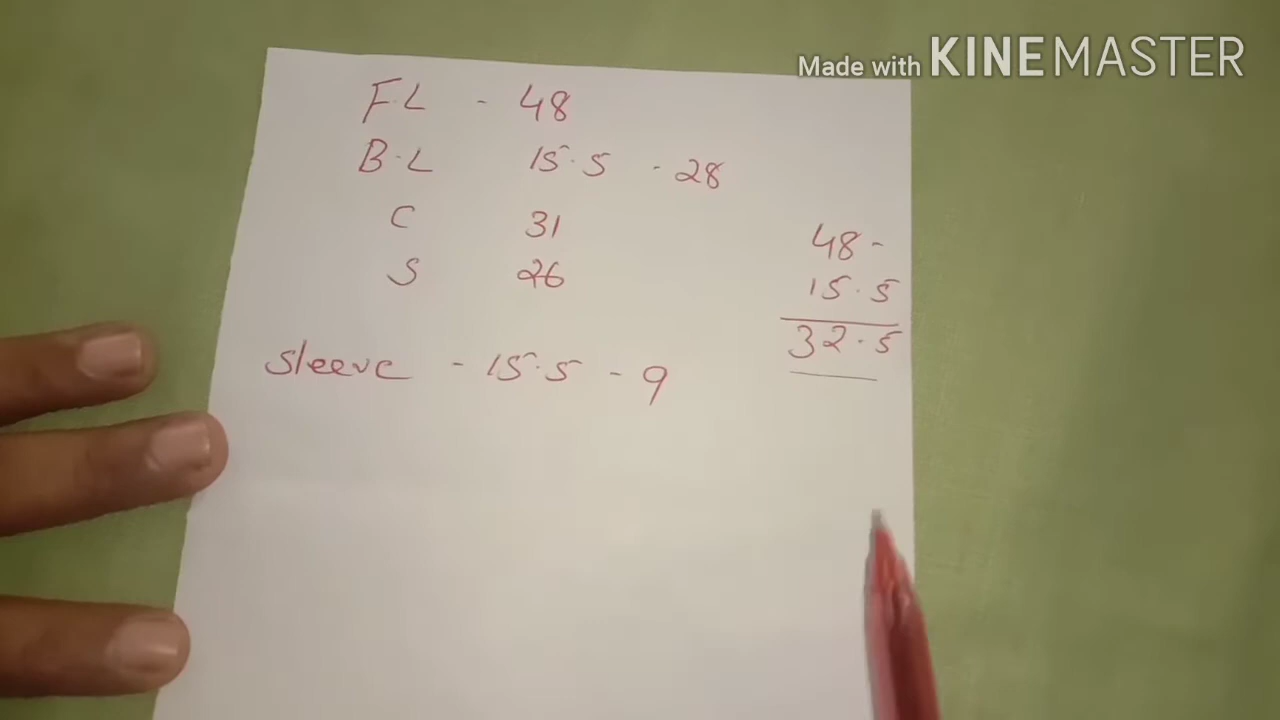 Made with KINEMASTER
F.L - 48
B.L 15.5 - 28
C 31
S 26
48 -
15.5
32.5
Sleeve - 15.5 - 9